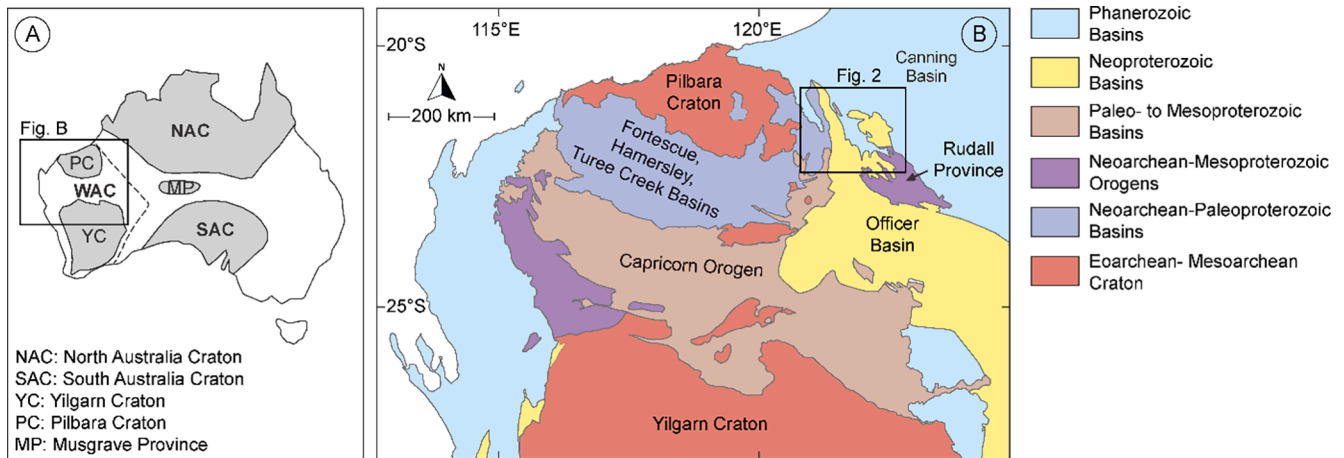 A
Fig. B
NAC
PC
WAC
MP
YC
SAC
NAC: North Australia Craton
SAC: South Australia Craton
YC: Yilgarn Craton
PC: Pilbara Craton
MP: Musgrave Province
115°E
120°E
B
20°S
N
200 km
Pilbara
Craton
Fig. 2
Canning
Basin
Fortescue,
Hamersley,
Turee Creek Basins
Rudall
Province
Officer
Basin
Capricorn Orogen
25°S
Yilgarn Craton
Phanerozoic
Basins
Neoproterozoic
Basins
Paleo- to Mesoproterozoic
Basins
Neoarchean-Mesoproterozoic
Orogens
Neoarchean-Paleoproterozoic
Basins
Eoarchean- Mesoarchean
Craton